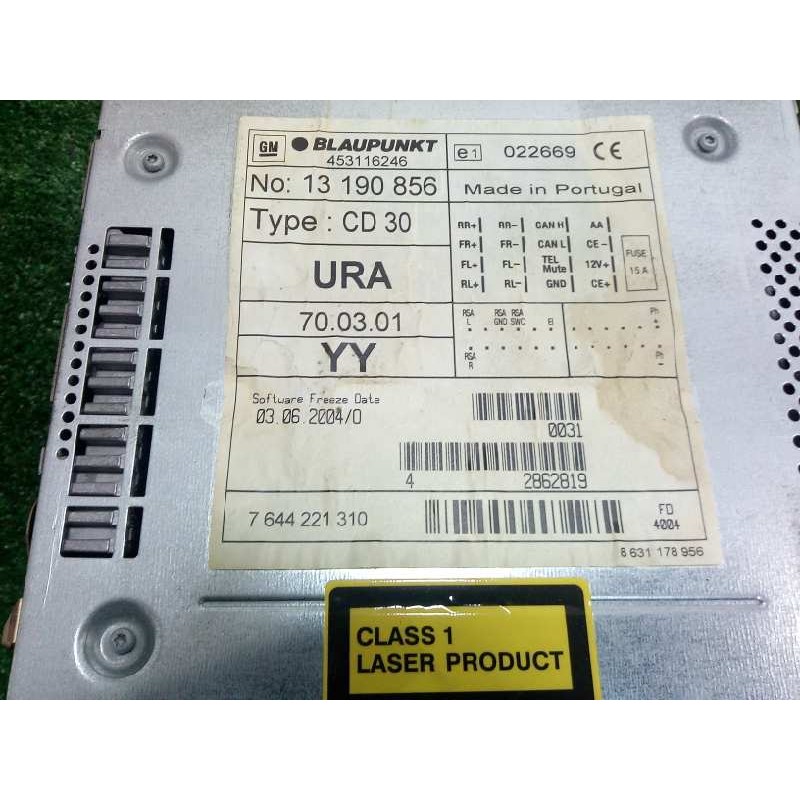 GM BLAUPUNKT
453116246
e1 022669 CE
No: 13 190 856
Made in Portugal
Type : CD 30
RR+ RR- CAN H AA
FR+ FR- CAN L CE-
FL+ FL- TEL Mute 12V+
RL+ RL- GND CE+
FUSE
15 A
URA
RSA L RSA GND RSA SWC EI Ph +
70.03.01
RSA R Ph -
YY
Software Freeze Date
03.06.2004/0
0031
4 2862819
7 644 221 310
FD
4004
8 631 178 956
CLASS 1
LASER PRODUCT